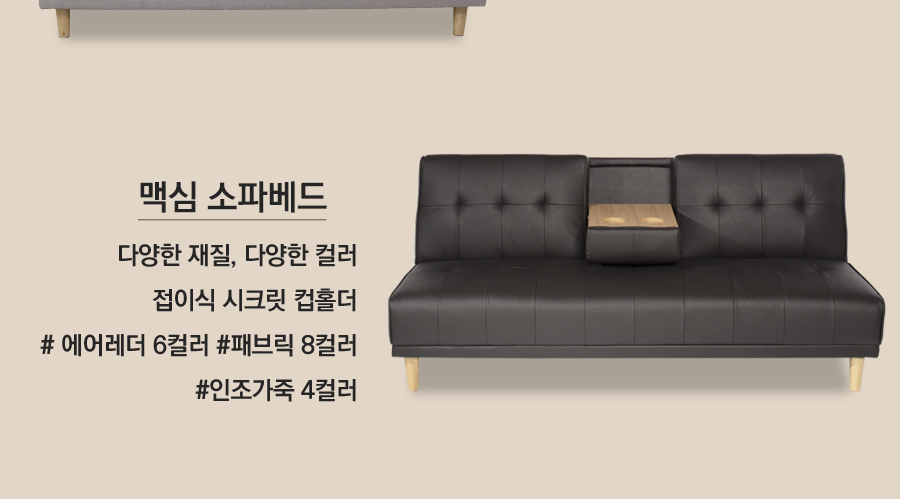 맥심 소파베드
다양한 재질, 다양한 컬러
접이식 시크릿 컵홀더
# 에어레더 6컬러 #패브릭 8컬러
#인조가죽 4컬러